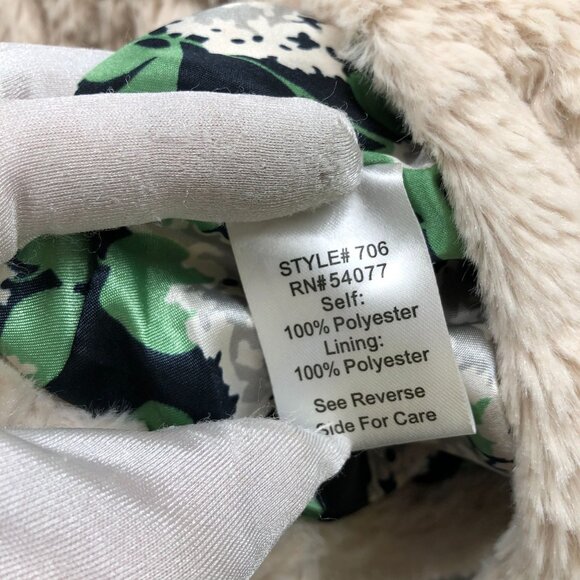 STYLE# 706
RN#54077
Self:
100% Polyester
Lining:
100% Polyester
See Reverse
Side For Care